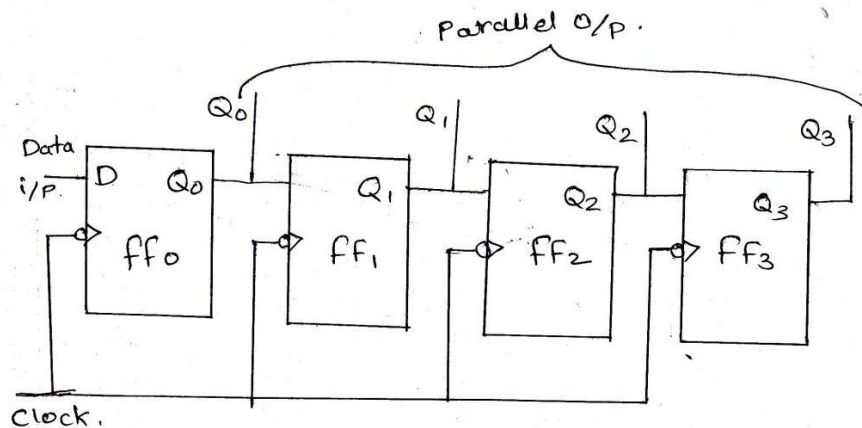 Parallel O/P.
Q0
Q1
Q2
Q3
Data
i/p.
D
Q0
Q1
Q2
Q3
ff0
ff1
ff2
ff3
Clock.